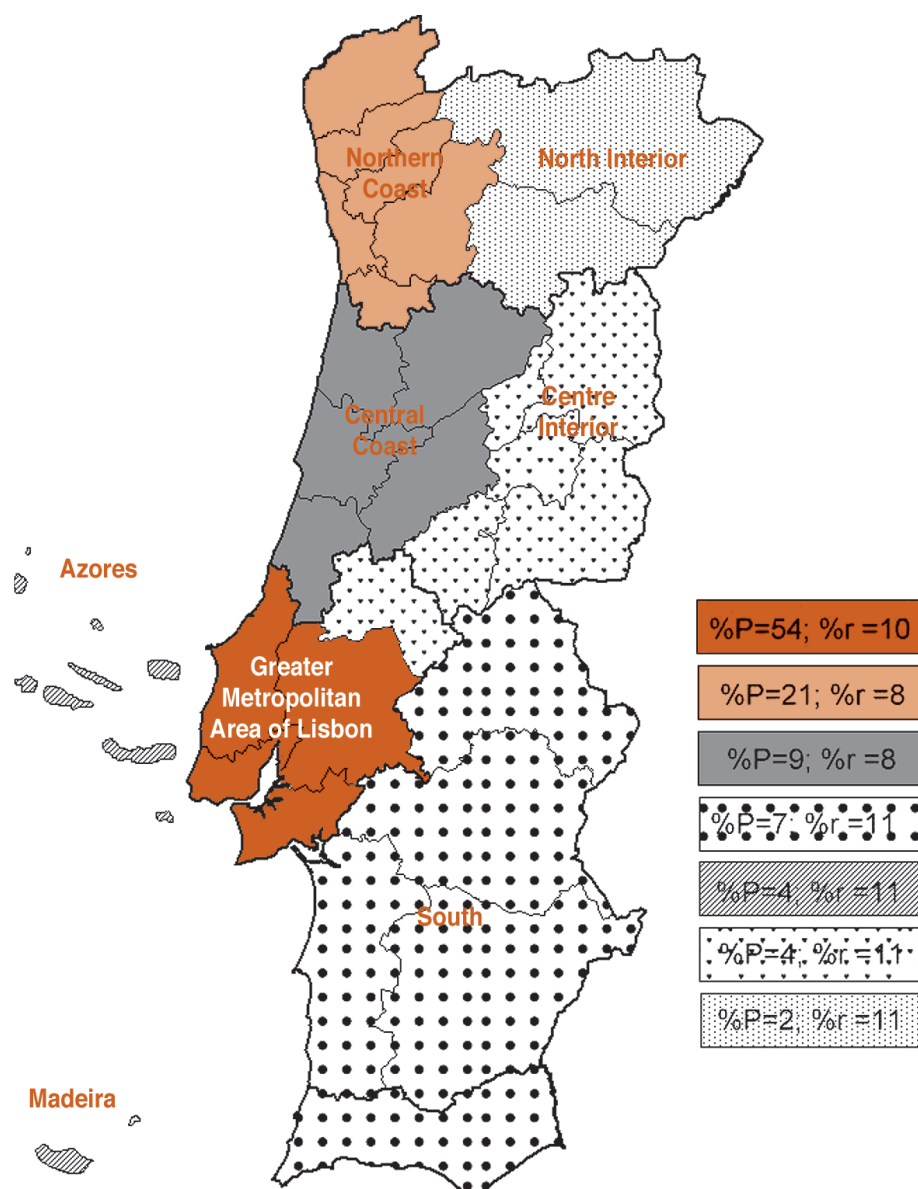 Northern
Coast
North Interior
Central
Coast
Centre
Interior
Azores
Greater
Metropolitan
Area of Lisbon
South
Madeira
%P=54; %r =10
%P=21; %r =8
%P=9; %r =8
%P=7; %r =11
%P=4, %r =11
%P=4; %r =11
%P=2, %r =11